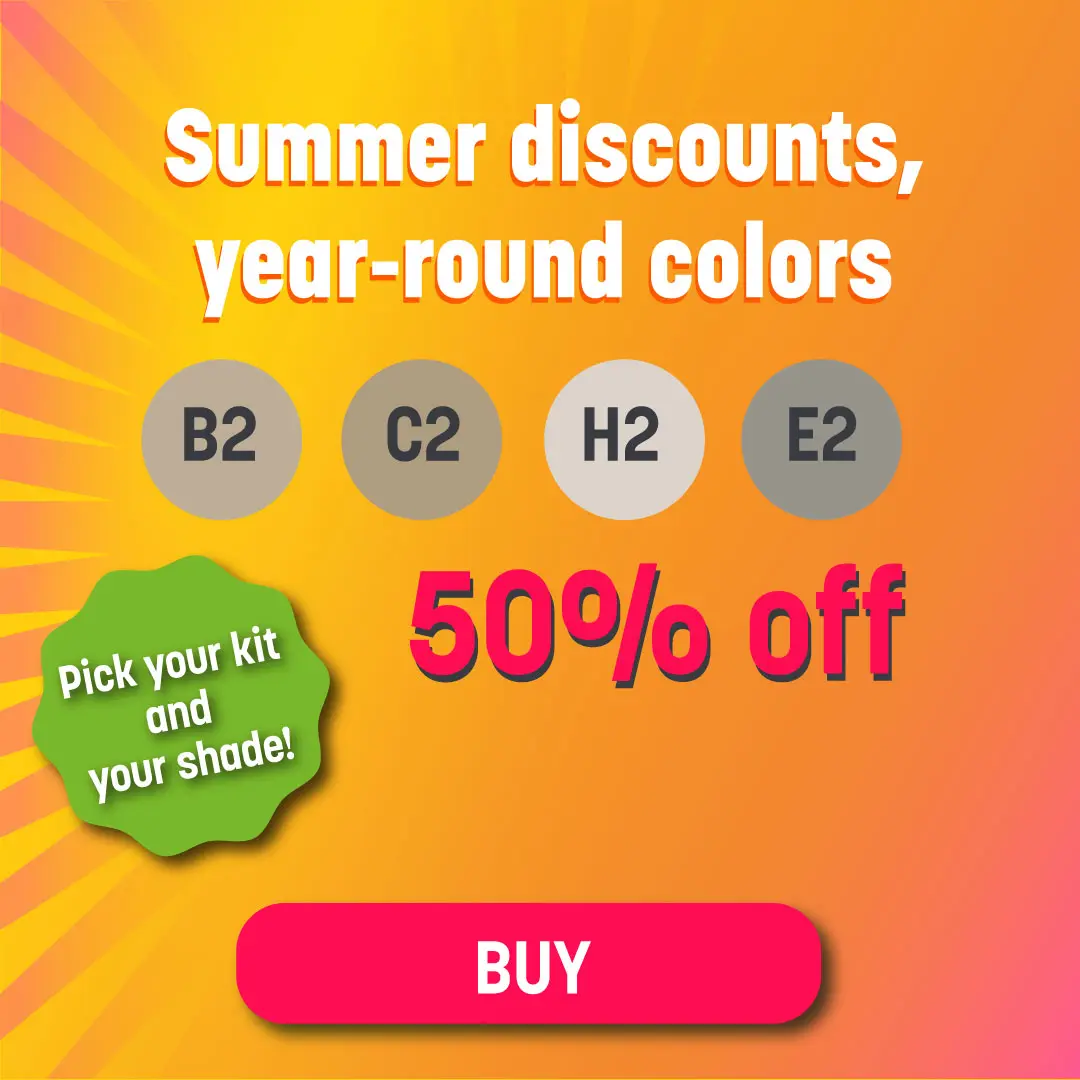 Summer discounts,
year-round colors
B2 C2 H2 E2
50% off
Pick your kit
and
your shade!
BUY